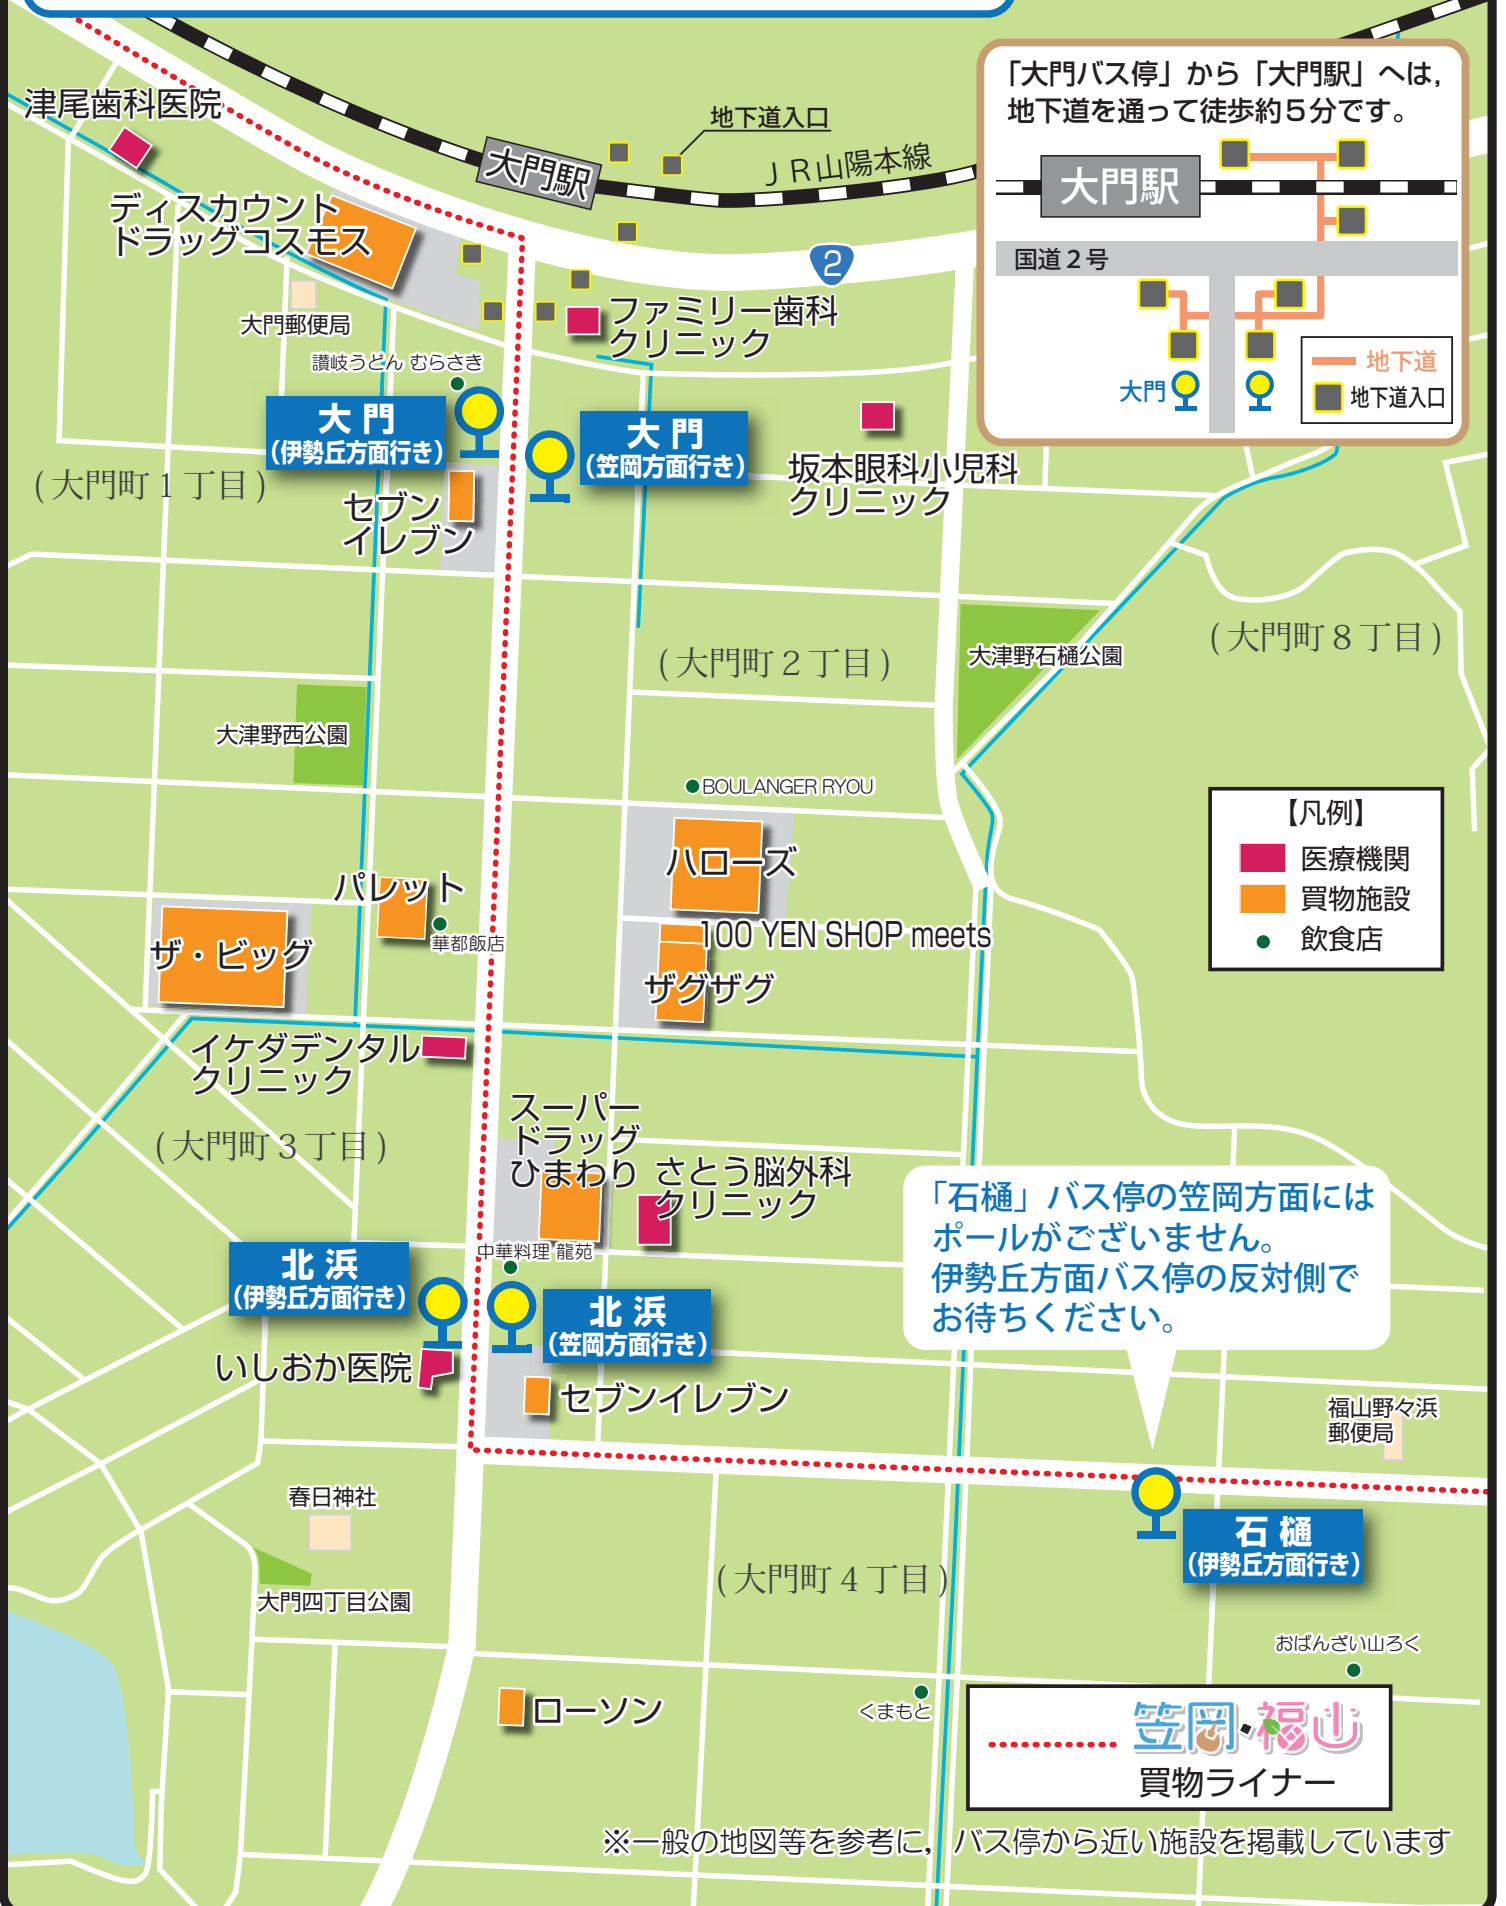 「大門バス停」から「大門駅」へは,
地下道を通って徒歩約5分です。
大門駅
国道2号
大門
地下道
地下道入口
津尾歯科医院
地下道入口
大門駅
JR山陽本線
ディスカウント
ドラッグコスモス
2
大門郵便局
ファミリー歯科
クリニック
讃岐うどん むらさき
大門
(伊勢丘方面行き)
大門
(笠岡方面行き)
坂本眼科小児科
クリニック
(大門町1丁目)
セブン
イレブン
(大門町2丁目)
大津野石樋公園
(大門町8丁目)
大津野西公園
BOULANGER RYOU
ハローズ
【凡例】
医療機関
買物施設
飲食店
パレット
華都飯店
ザ・ビッグ
100 YEN SHOP meets
ザグザグ
イケダデンタル
クリニック
(大門町3丁目)
スーパー
ドラッグ
ひまわり
さとう脳外科
クリニック
「石樋」バス停の笠岡方面には
ポールがございません。
伊勢丘方面バス停の反対側で
お待ちください。
中華料理 龍苑
北浜
(伊勢丘方面行き)
北浜
(笠岡方面行き)
いしおか医院
セブンイレブン
福山野々浜
郵便局
春日神社
石樋
(伊勢丘方面行き)
大門四丁目公園
(大門町4丁目)
おばんざい山ろく
くまもと
ローソン
笠岡・福山
買物ライナー
※一般の地図等を参考に,バス停から近い施設を掲載しています